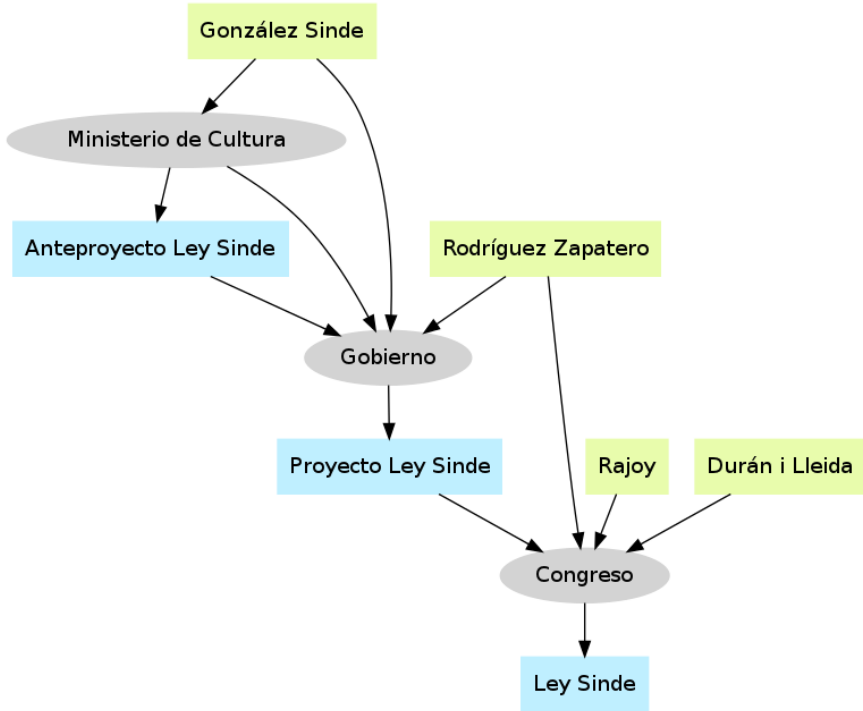 González Sinde
Ministerio de Cultura
Anteproyecto Ley Sinde
Rodríguez Zapatero
Gobierno
Proyecto Ley Sinde
Rajoy
Durán i Lleida
Congreso
Ley Sinde